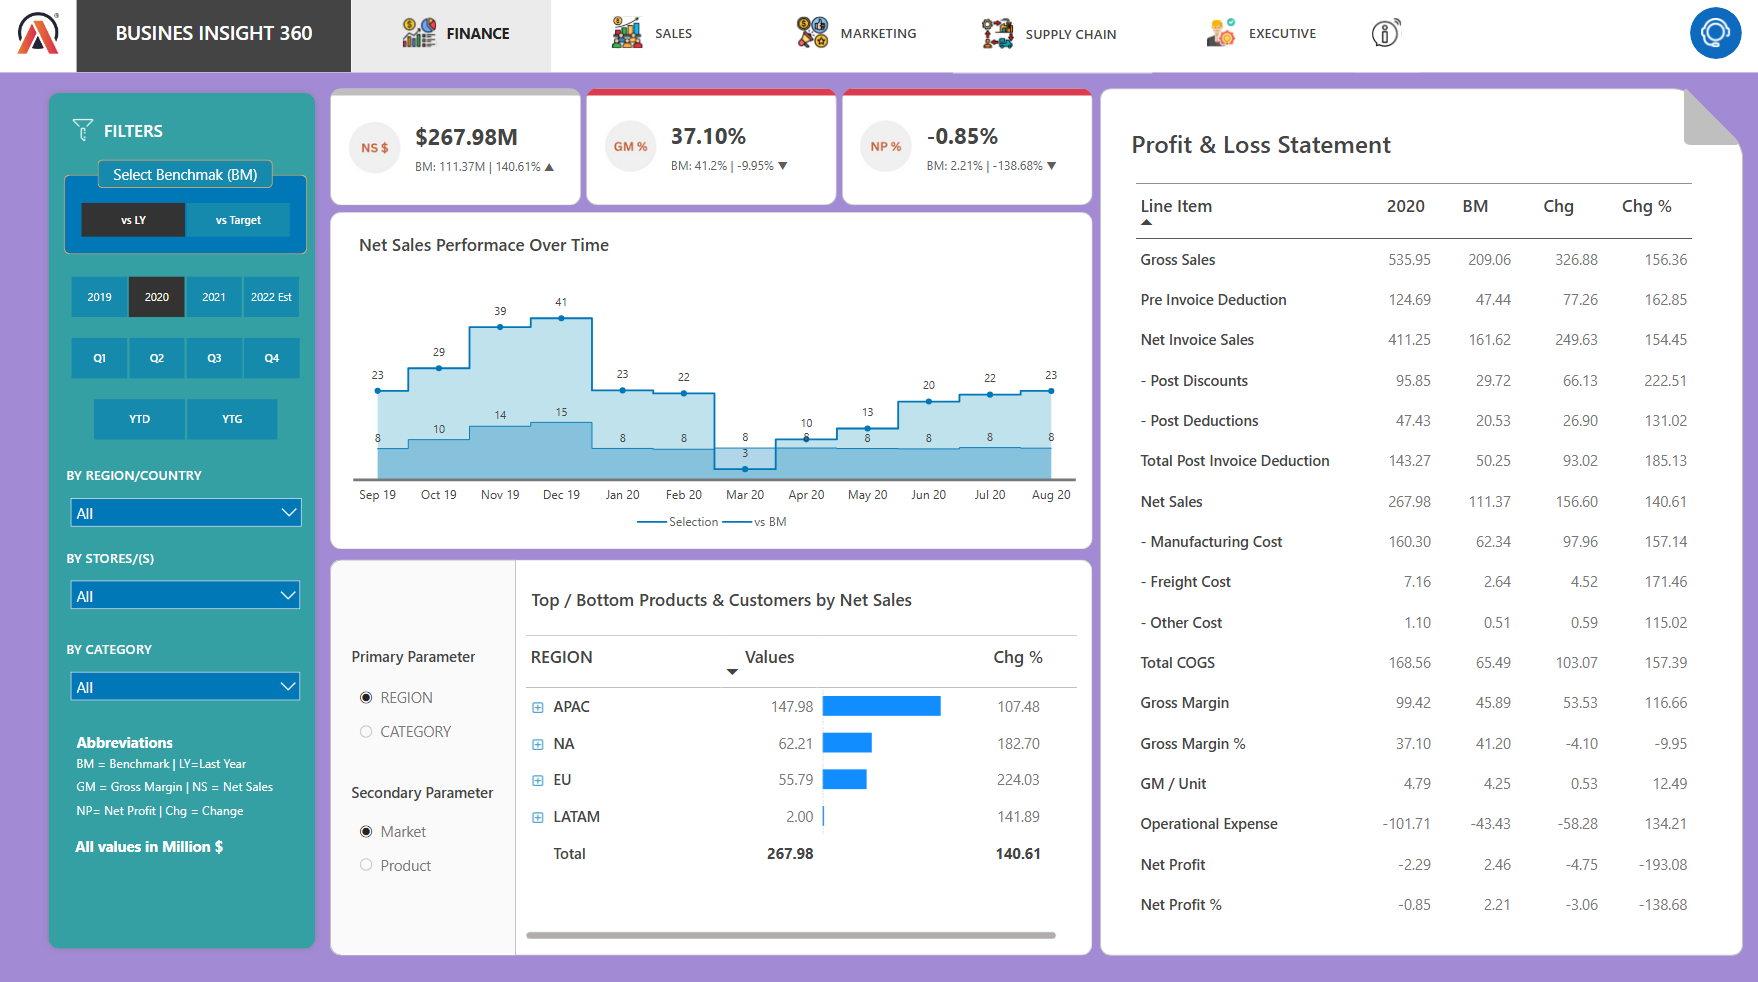 BUSINES INSIGHT 360
FINANCE
SALES
MARKETING
SUPPLY CHAIN
EXECUTIVE
FILTERS
Select Benchmak (BM)
vs LY
vs Target
2019
2020
2021
2022 Est
Q1
Q2
Q3
Q4
YTD
YTG
BY REGION/COUNTRY
All
BY STORES/(S)
All
BY CATEGORY
All
Abbreviations
BM = Benchmark | LY=Last Year
GM = Gross Margin | NS = Net Sales
NP= Net Profit | Chg = Change
All values in Million $
NS $
$267.98M
BM: 111.37M | 140.61% ▲
GM %
37.10%
BM: 41.2% | -9.95% ▼
NP %
-0.85%
BM: 2.21% | -138.68% ▼
Net Sales Performace Over Time
23 29 39 41 23 22 3 10 13 20 22 23
8 10 14 15 8 8 8 8 8 8 8 8
Sep 19 Oct 19 Nov 19 Dec 19 Jan 20 Feb 20 Mar 20 Apr 20 May 20 Jun 20 Jul 20 Aug 20
Selection vs BM
Primary Parameter
REGION
CATEGORY
Secondary Parameter
Market
Product
Top / Bottom Products & Customers by Net Sales
REGION Values Chg %
APAC 147.98 107.48
NA 62.21 182.70
EU 55.79 224.03
LATAM 2.00 141.89
Total 267.98 140.61
Profit & Loss Statement
Line Item 2020 BM Chg Chg %
Gross Sales 535.95 209.06 326.88 156.36
Pre Invoice Deduction 124.69 47.44 77.26 162.85
Net Invoice Sales 411.25 161.62 249.63 154.45
- Post Discounts 95.85 29.72 66.13 222.51
- Post Deductions 47.43 20.53 26.90 131.02
Total Post Invoice Deduction 143.27 50.25 93.02 185.13
Net Sales 267.98 111.37 156.60 140.61
- Manufacturing Cost 160.30 62.34 97.96 157.14
- Freight Cost 7.16 2.64 4.52 171.46
- Other Cost 1.10 0.51 0.59 115.02
Total COGS 168.56 65.49 103.07 157.39
Gross Margin 99.42 45.89 53.53 116.66
Gross Margin % 37.10 41.20 -4.10 -9.95
GM / Unit 4.79 4.25 0.53 12.49
Operational Expense -101.71 -43.43 -58.28 134.21
Net Profit -2.29 2.46 -4.75 -193.08
Net Profit % -0.85 2.21 -3.06 -138.68